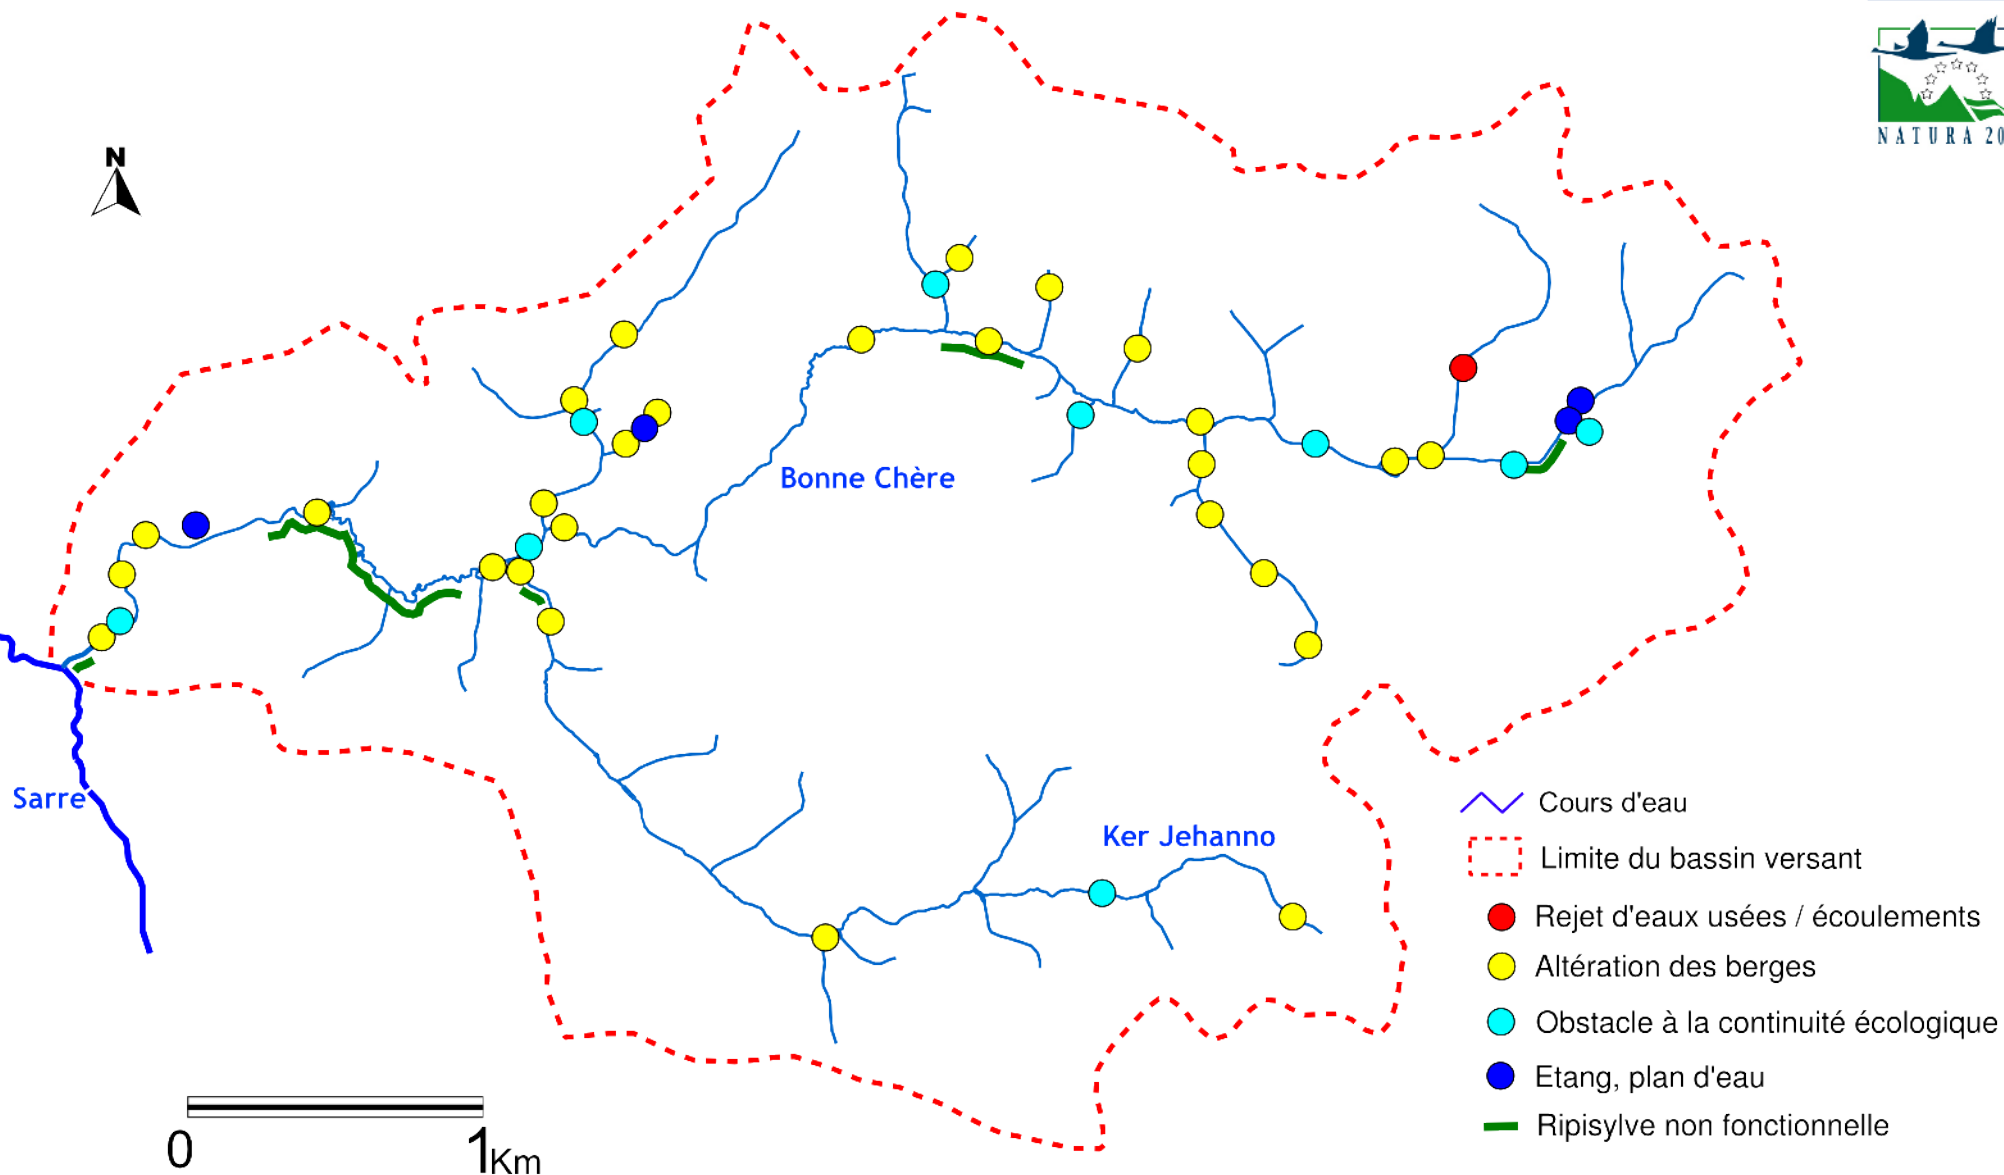 NATURA 20
N
Bonne Chère
Sarre
Ker Jehanno
Cours d'eau
Limite du bassin versant
Rejet d'eaux usées / écoulements
Altération des berges
Obstacle à la continuité écologique
Etang, plan d'eau
Ripisylve non fonctionnelle
0 1Km